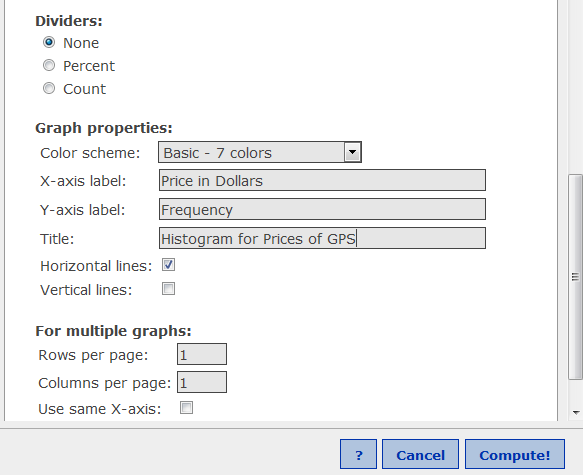 Dividers:
None
Percent
Count
Graph properties:
Color scheme: Basic - 7 colors
X-axis label: Price in Dollars
Y-axis label: Frequency
Title: Histogram for Prices of GPS
Horizontal lines:
Vertical lines:
For multiple graphs:
Rows per page: 1
Columns per page: 1
Use same X-axis:
? Cancel Compute!